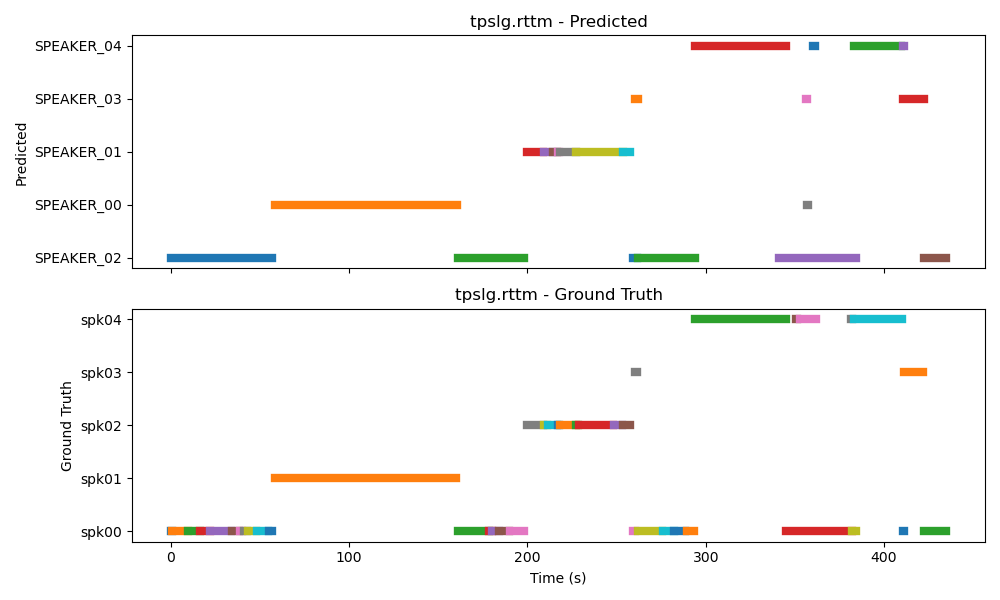 tpslg.rttm - Predicted
SPEAKER_04
SPEAKER_03
SPEAKER_01
SPEAKER_00
SPEAKER_02
Predicted
tpslg.rttm - Ground Truth
spk04
spk03
spk02
spk01
spk00
Ground Truth
0 100 200 300 400
Time (s)